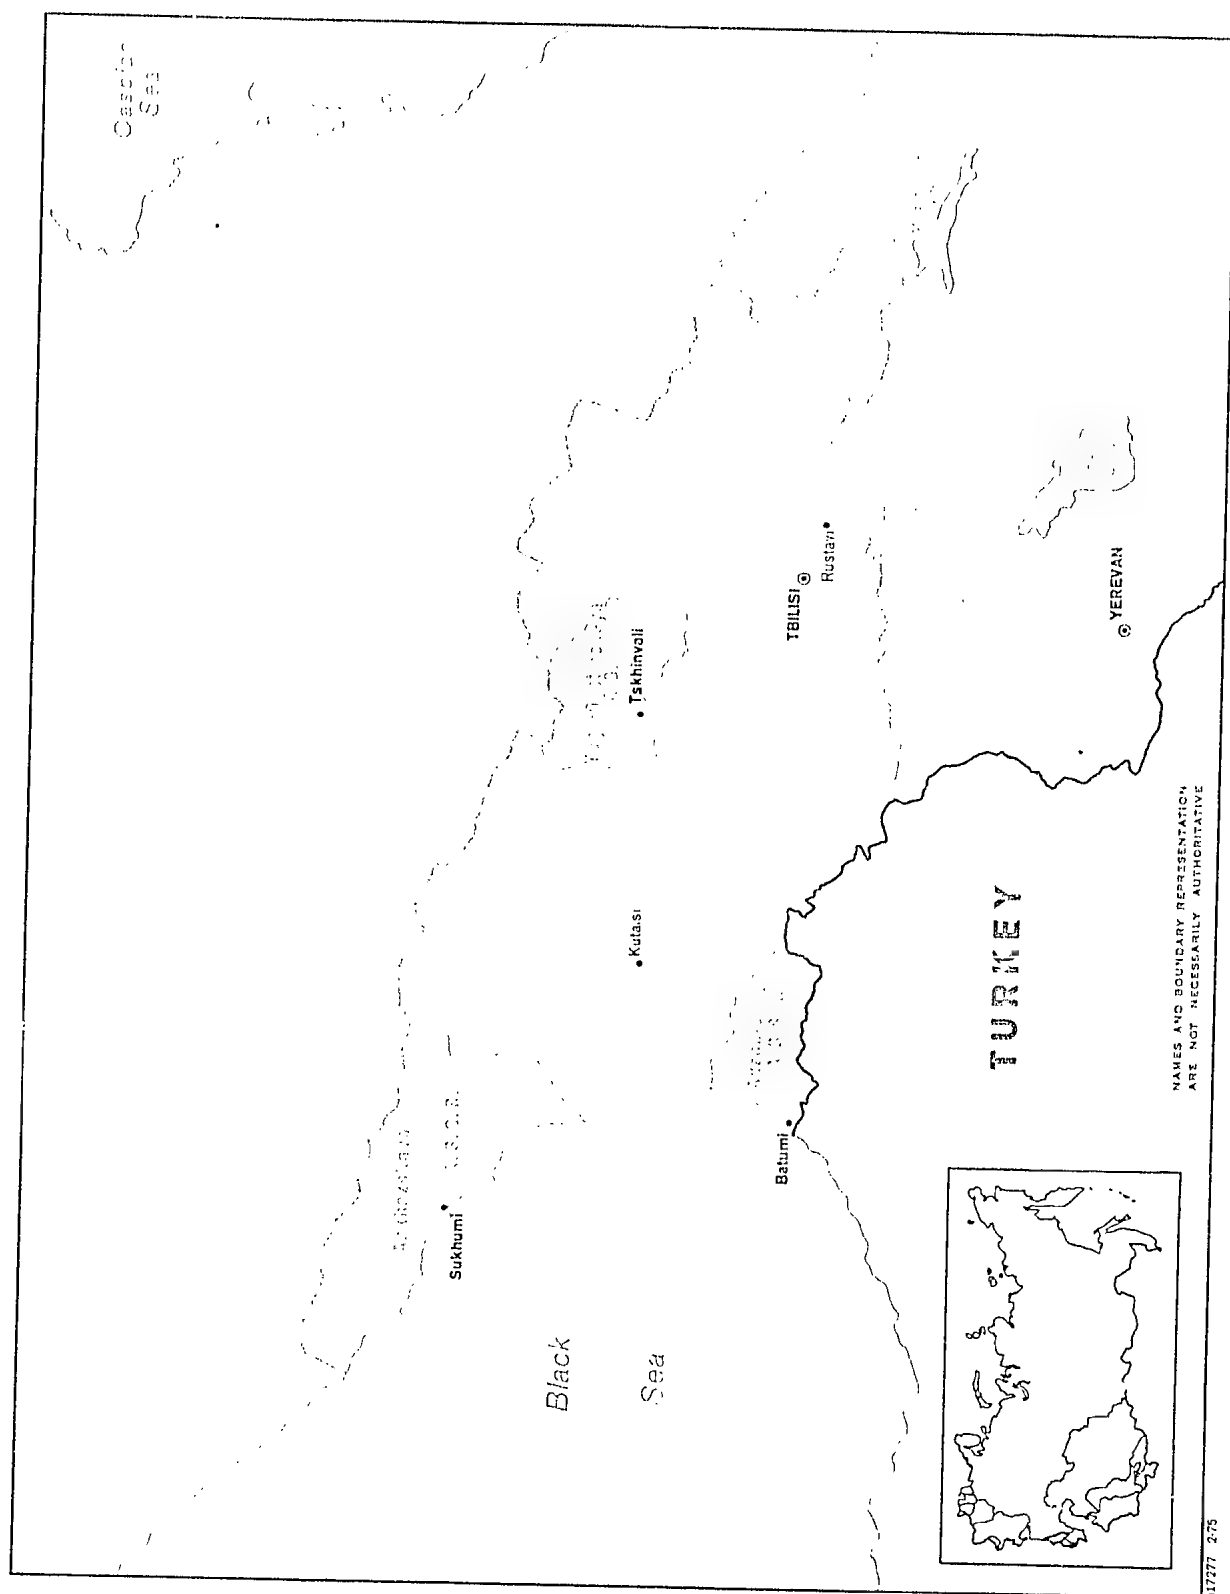 Caspian
Sea
Abkhazskaya
A.S.S.R.
Sukhumi
Tskhinvali
Kutaisi
TBILISI
Rustavi
Batumi
YEREVAN
Black
Sea
TURKEY
NAMES AND BOUNDARY REPRESENTATION
ARE NOT NECESSARILY AUTHORITATIVE
17277 2-75